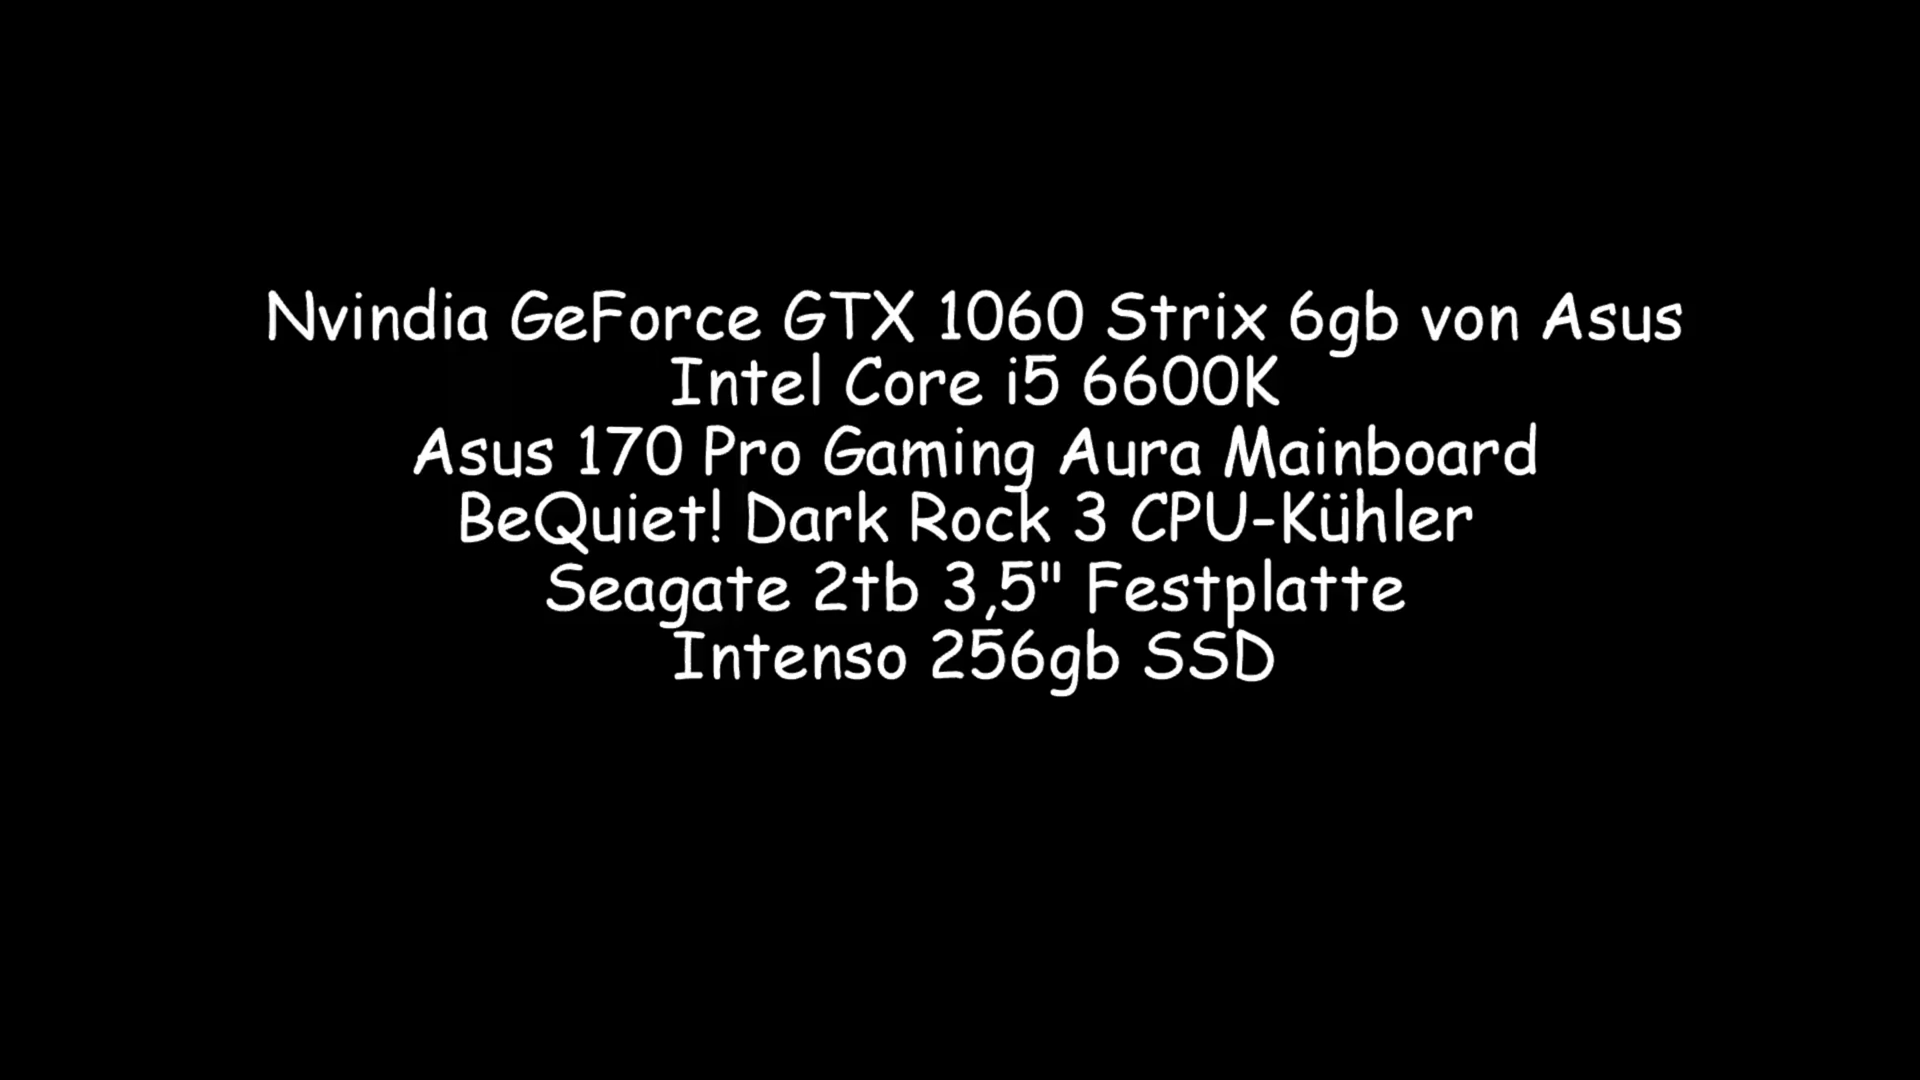 Nvindia GeForce GTX 1060 Strix 6gb von Asus
Intel Core i5 6600K
Asus 170 Pro Gaming Aura Mainboard
BeQuiet! Dark Rock 3 CPU-Kühler
Seagate 2tb 3,5" Festplatte
Intenso 256gb SSD